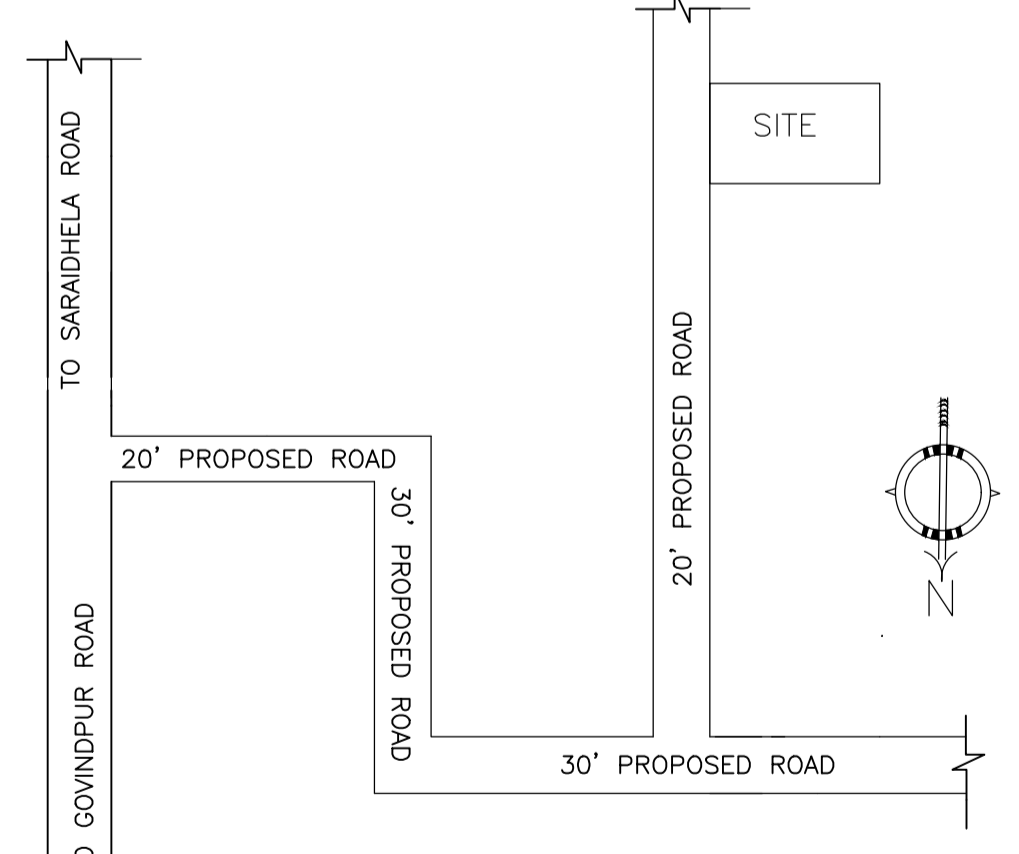 SITE
TO SARAIDHELA ROAD
20' PROPOSED ROAD
20' PROPOSED ROAD
30' PROPOSED ROAD
N
GOVINDPUR ROAD
30' PROPOSED ROAD